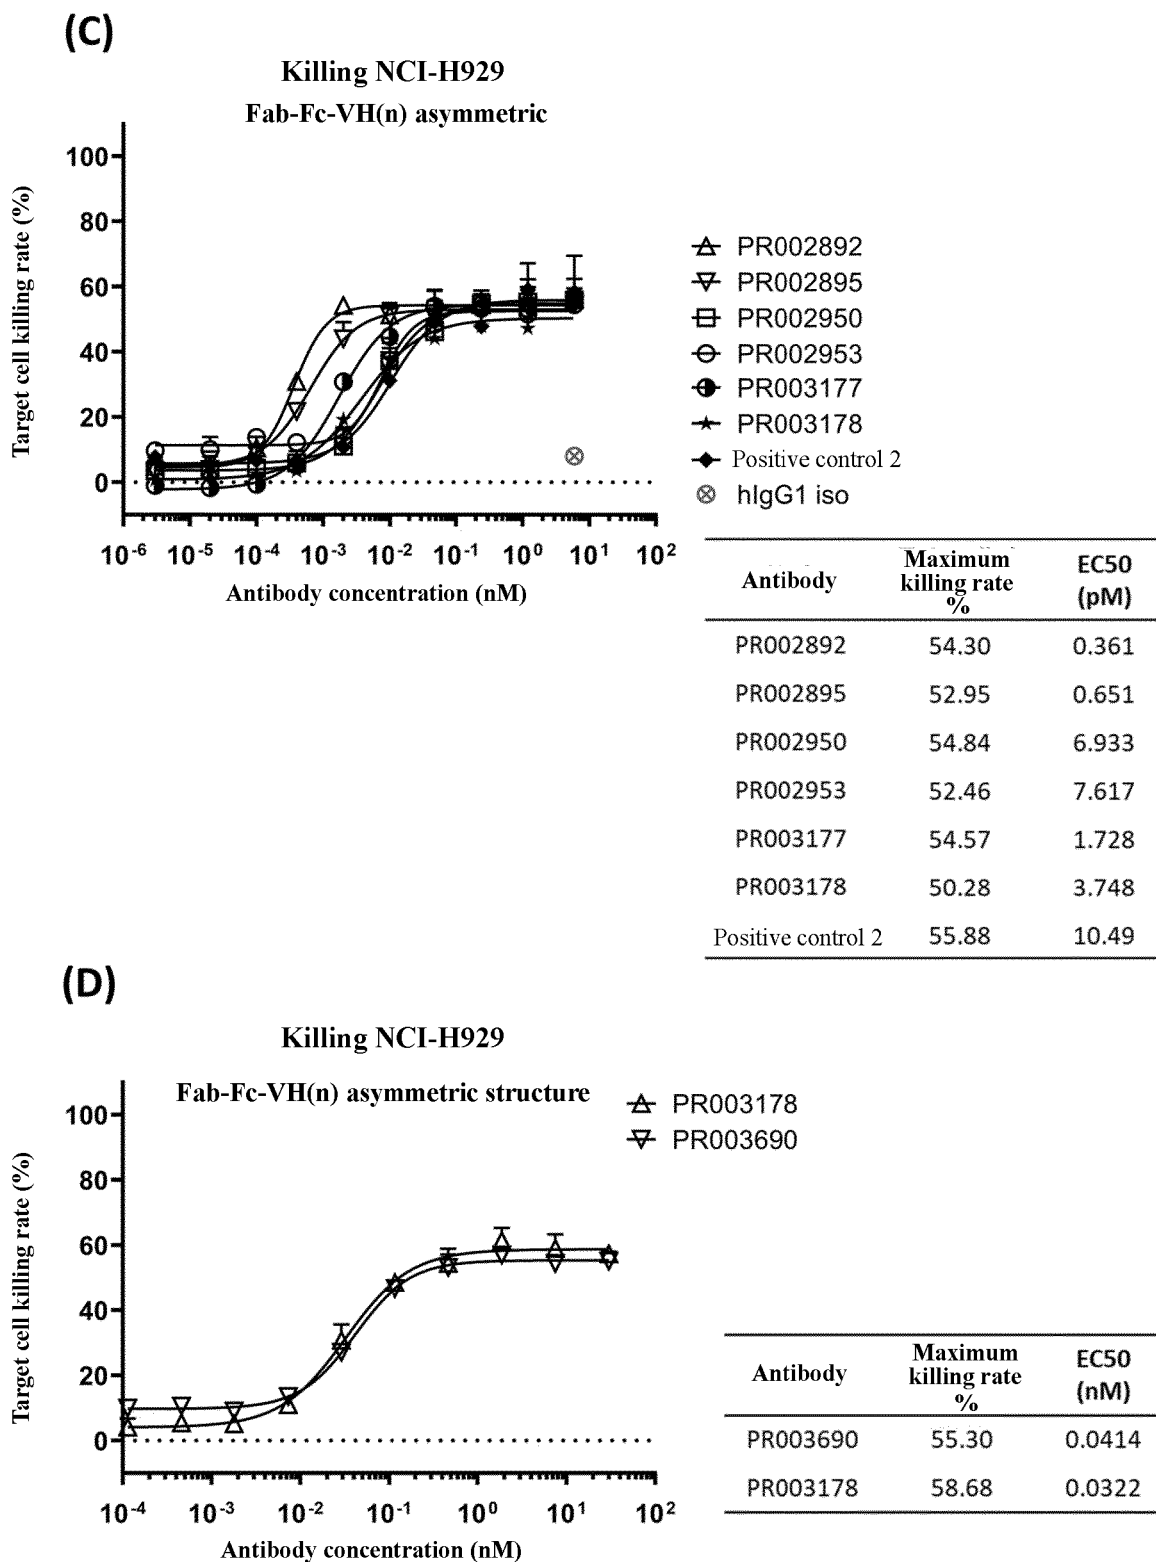 (C)
Killing NCI-H929
Fab-Fc-VH(n) asymmetric
Target cell killing rate (%)
100
80
60
40
20
0
10-6 10-5 10-4 10-3 10-2 10-1 100 101 102
Antibody concentration (nM)
PR002892
PR002895
PR002950
PR002953
PR003177
PR003178
Positive control 2
hIgG1 iso
Antibody Maximum killing rate % EC50 (pM)
PR002892 54.30 0.361
PR002895 52.95 0.651
PR002950 54.84 6.933
PR002953 52.46 7.617
PR003177 54.57 1.728
PR003178 50.28 3.748
Positive control 2 55.88 10.49
(D)
Killing NCI-H929
Fab-Fc-VH(n) asymmetric structure
Target cell killing rate (%)
100
80
60
40
20
0
10-4 10-3 10-2 10-1 100 101 102
Antibody concentration (nM)
PR003178
PR003690
Antibody Maximum killing rate % EC50 (nM)
PR003690 55.30 0.0414
PR003178 58.68 0.0322